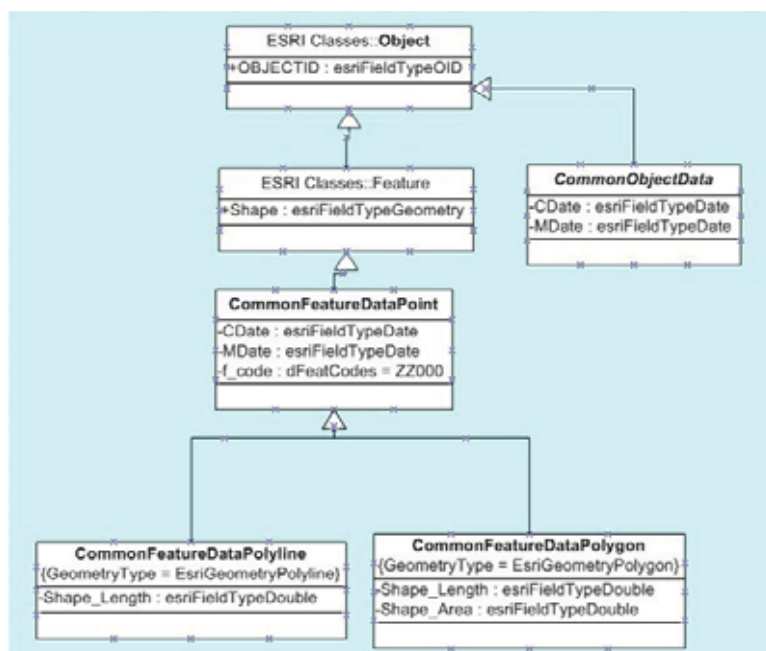 ESRI Classes::Object
+OBJECTID : esriFieldTypeOID
ESRI Classes::Feature
+Shape : esriFieldTypeGeometry
CommonObjectData
-CDate : esriFieldTypeDate
-MDate : esriFieldTypeDate
CommonFeatureDataPoint
-CDate : esriFieldTypeDate
-MDate : esriFieldTypeDate
-f_code : dFeatCodes = ZZ000
CommonFeatureDataPolyline
{GeometryType = EsriGeometryPolyline}
-Shape_Length : esriFieldTypeDouble
CommonFeatureDataPolygon
{GeometryType = EsriGeometryPolygon}
-Shape_Length : esriFieldTypeDouble
-Shape_Area : esriFieldTypeDouble